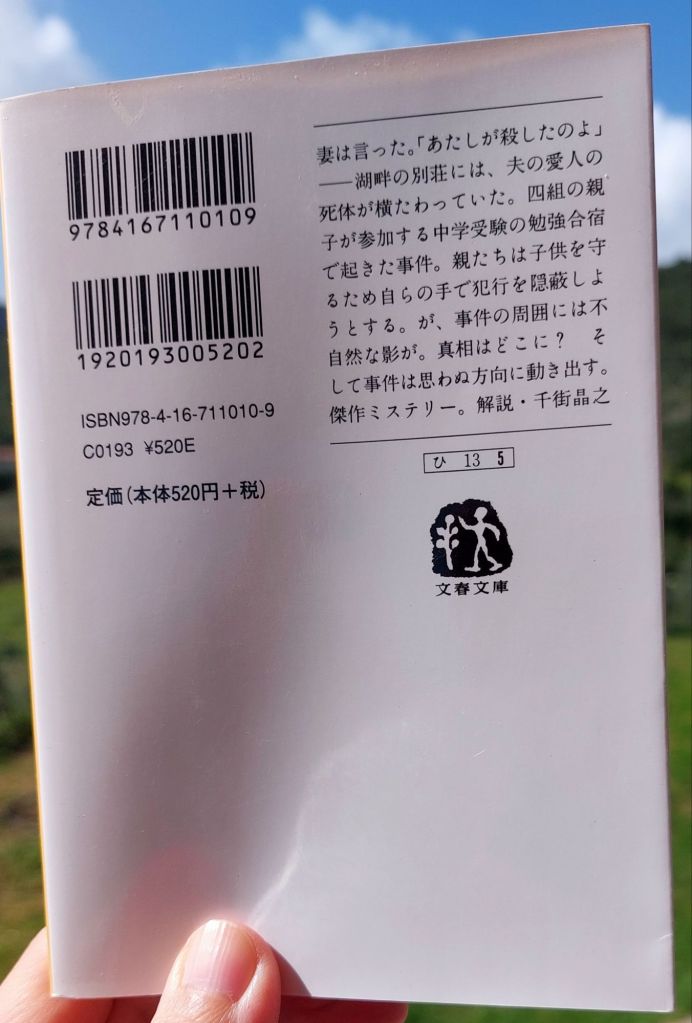 9784167110109
1920193005202
ISBN978-4-16-711010-9
C0193 ¥520E
定価(本体520円+税)
妻は言った。「あたしが殺したのよ」
――湖畔の別荘には、夫の愛人の
死体が横たわっていた。四組の親
子が参加する中学受験の勉強合宿
で起きた事件。親たちは子供を守
るため自らの手で犯行を隠蔽しよ
うとする。が、事件の周囲には不
自然な影が。真相はどこに? そ
して事件は思わぬ方向に動き出す。
傑作ミステリー。解説・千街晶之
ひ 13 5
文春文庫